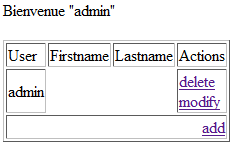 Bienvenue "admin"
User Firstname Lastname Actions
admin delete
modify
add